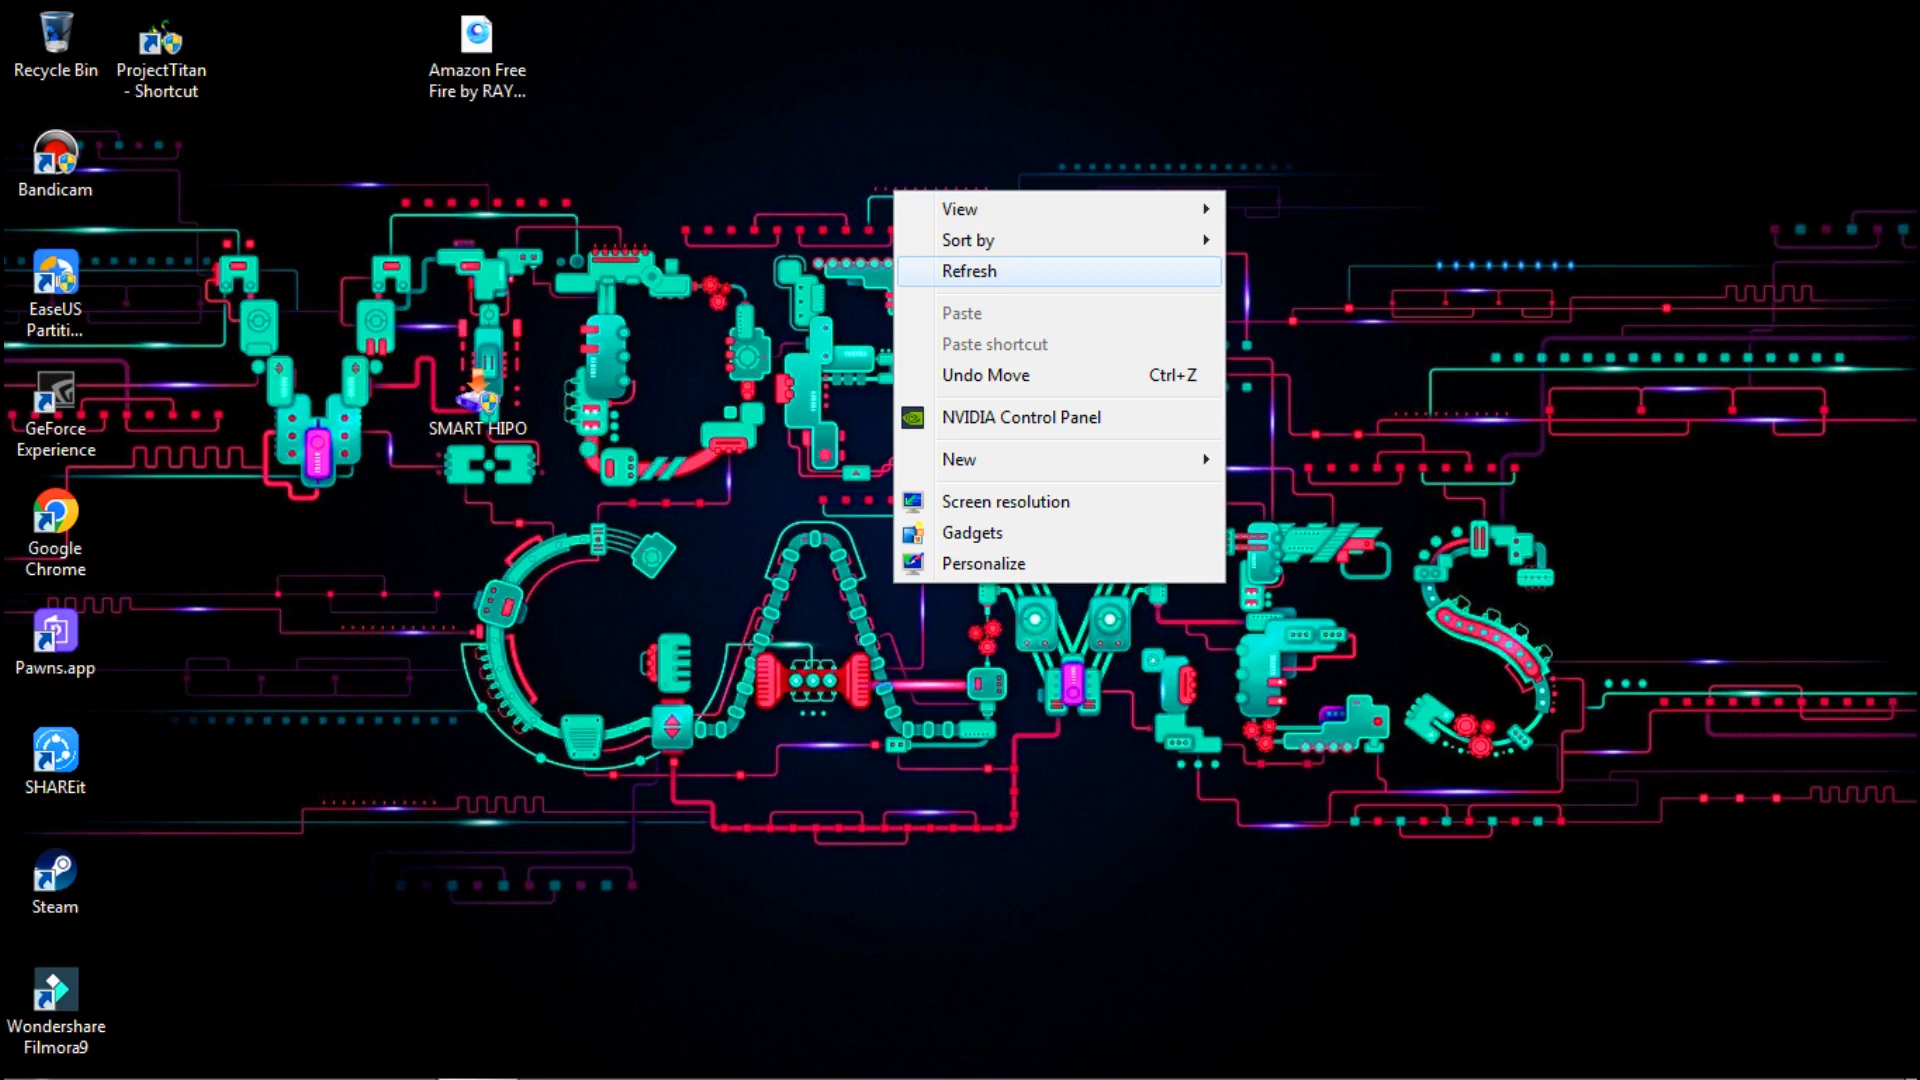 Recycle Bin
ProjectTitan
- Shortcut
Amazon Free
Fire by RAY...
Bandicam
EaseUS
Partiti...
GeForce
Experience
SMART HIPO
Google
Chrome
Pawns.app
SHAREit
Steam
Wondershare
Filmora9
View
Sort by
Refresh
Paste
Paste shortcut
Undo Move Ctrl+Z
NVIDIA Control Panel
New
Screen resolution
Gadgets
Personalize
VIDE
GAMES